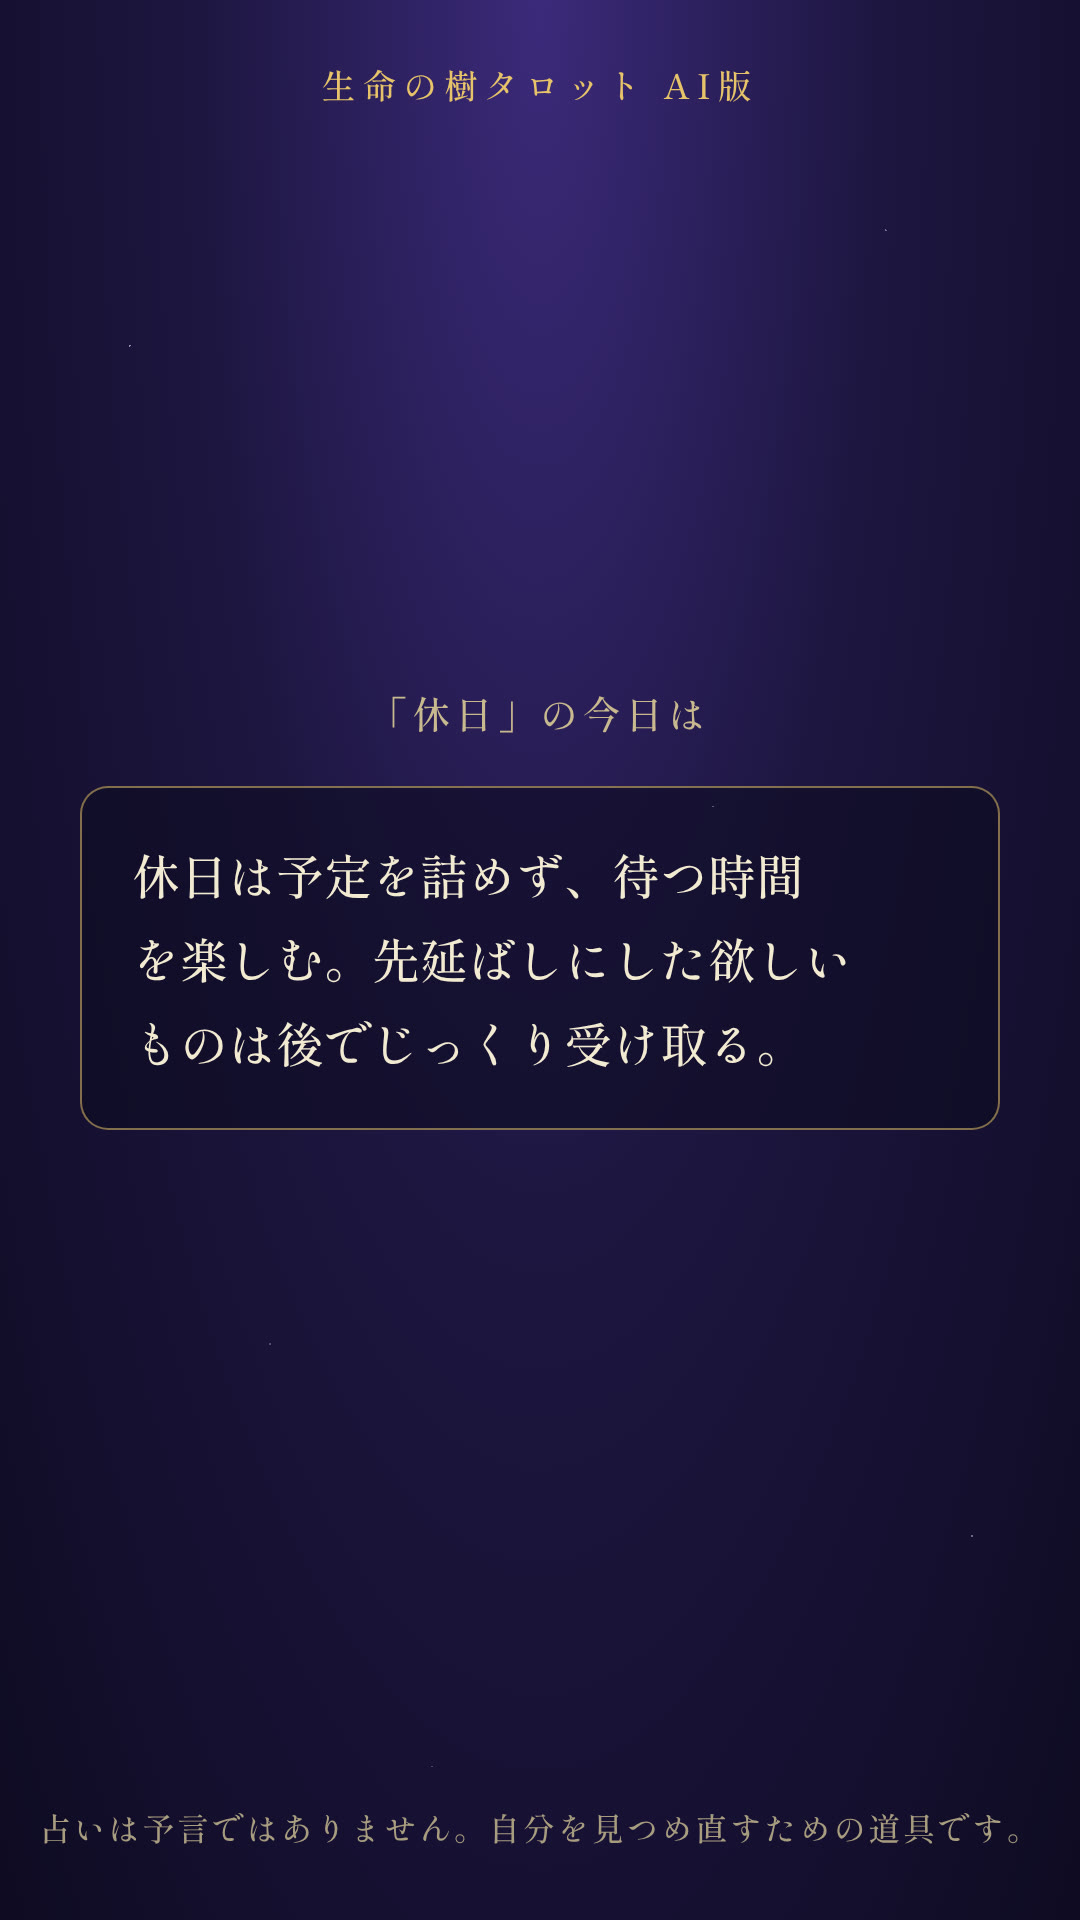 生命の樹タロット AI版
「休日」の今日は
休日は予定を詰めず、待つ時間
を楽しむ。先延ばしにした欲しい
ものは後でじっくり受け取る。
占いは予言ではありません。自分を見つめ直すための道具です。